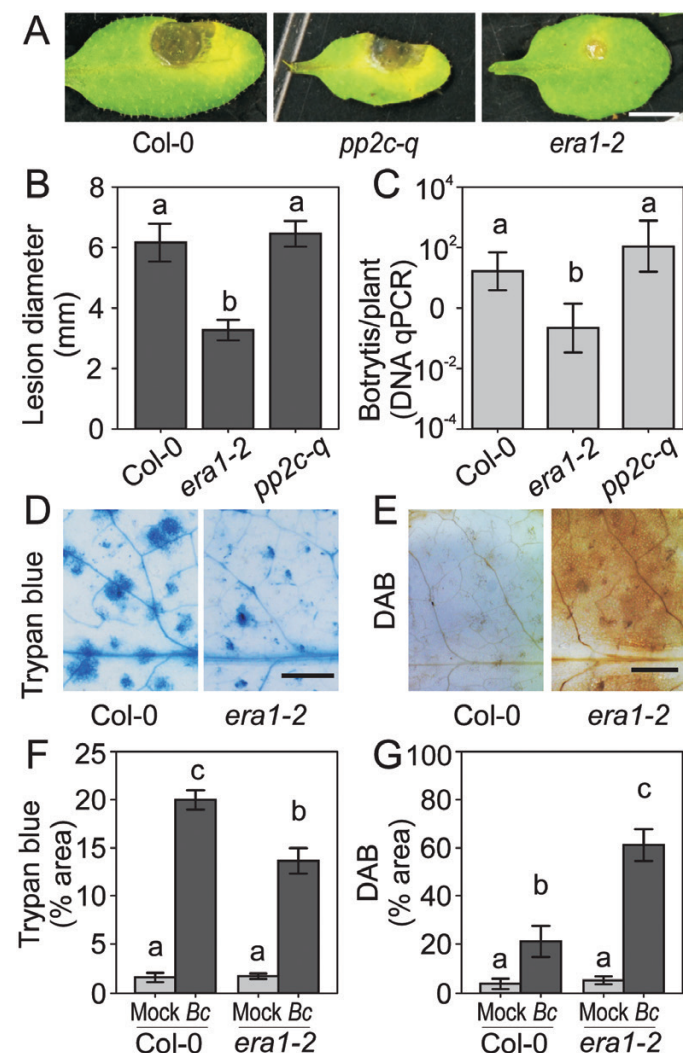 A
Col-0 pp2c-q era1-2
B
Lesion diameter
(mm)
8
6
4
2
0
a
b
a
Col-0
era1-2
pp2c-q
C
Botrytis/plant
(DNA qPCR)
10⁴
10²
0
10⁻²
10⁻⁴
a
b
a
Col-0
era1-2
pp2c-q
D
Trypan blue
Col-0 era1-2
E
DAB
Col-0 era1-2
F
Trypan blue
(% area)
25
20
15
10
5
0
a
c
a
b
Mock Bc Mock Bc
Col-0 era1-2
G
DAB
(% area)
100
80
60
40
20
0
a
b
a
c
Mock Bc Mock Bc
Col-0 era1-2